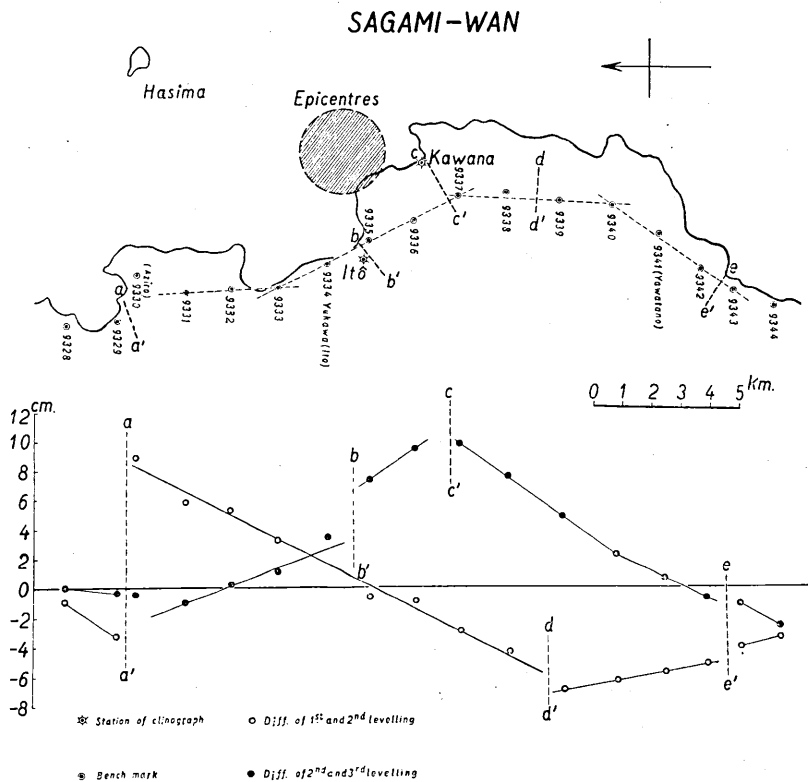 SAGAMI-WAN
Hasima
Epicentres
c Kawana
d
9337
c'
d'
9338
9339
9340
9335
9336
b
Itô
b'
9341 (Yawatano)
9342
e
9343
e'
9344
(Aziro)
9330
a
9331
9332
9333
9334 Yukawa(Ito)
a'
9329
9328
0 1 2 3 4 5 Km.
cm.
12
10
8
6
4
2
0
-2
-4
-6
-8
a
b
c
b'
c'
d
e
a'
d'
e'
Station of clinograph
Diff. of 1st and 2nd levelling
Bench mark
Diff. of 2nd and 3rd levelling